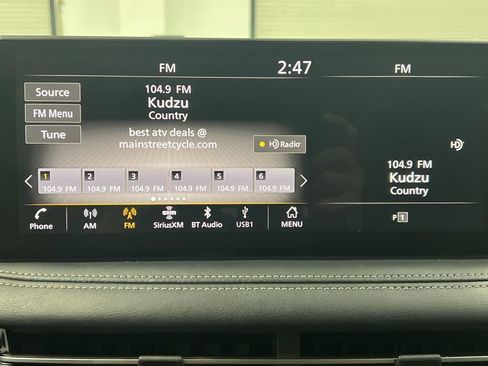 FM 2:47 FM
Source
FM Menu
Tune
104.9 FM
Kudzu
Country
best atv deals @
mainstreetcycle.com
HD Radio
1 2 3 4 5 6
104.9 FM 104.9 FM 104.9 FM 104.9 FM 104.9 FM 104.9 FM
Phone AM FM SiriusXM BT Audio USB1 MENU
HD
104.9 FM
Kudzu
Country
P 1